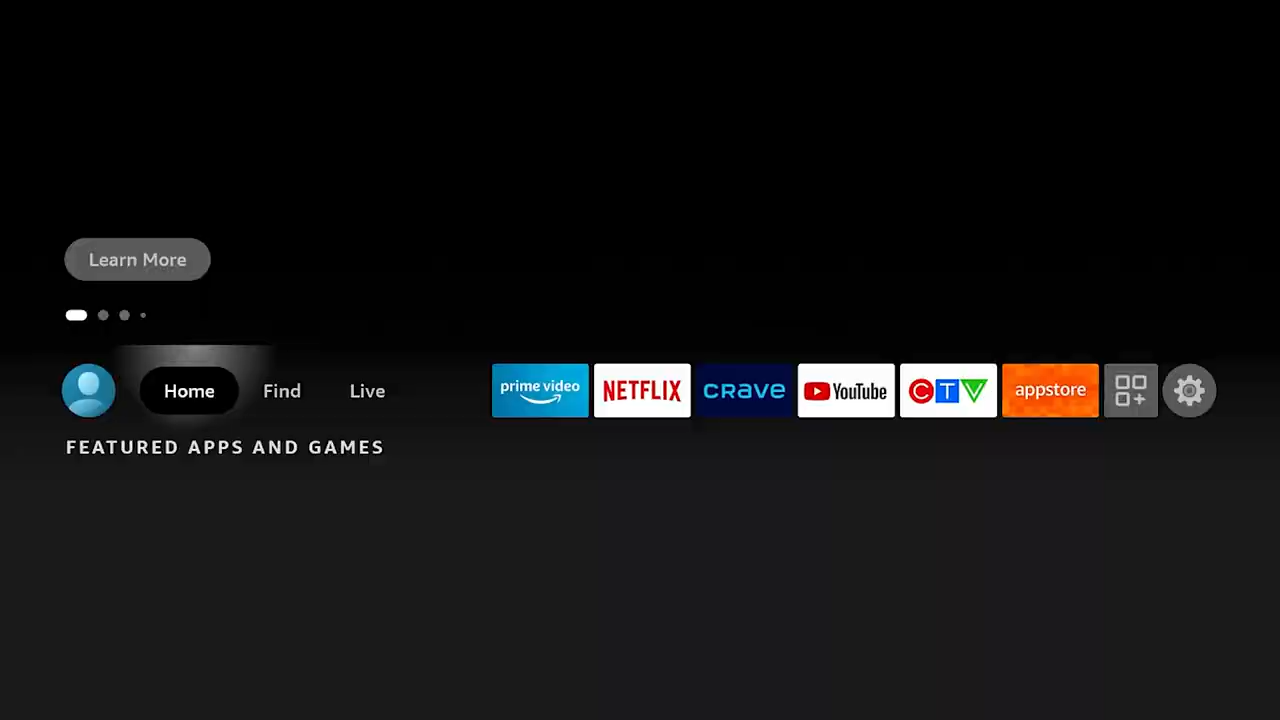 Learn More
Home Find Live prime video NETFLIX CRAVE YouTube CTV appstore
FEATURED APPS AND GAMES